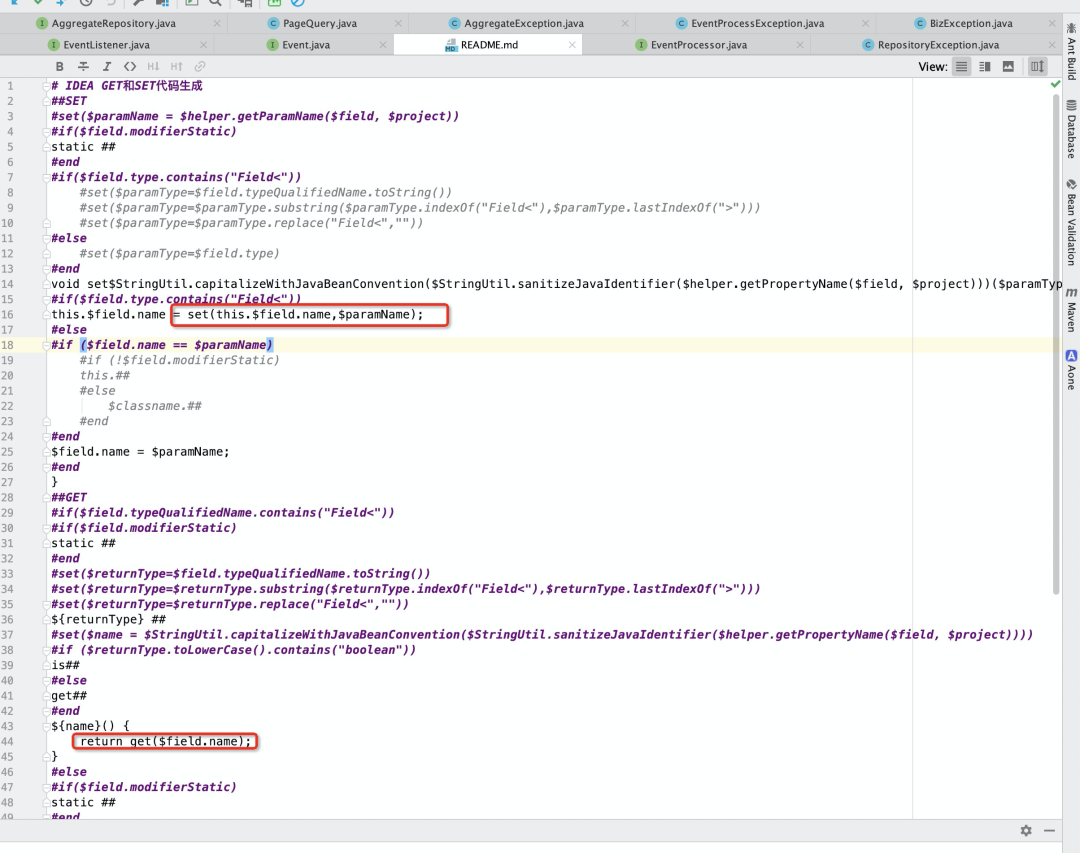 AggregateRepository.java
PageQuery.java
AggregateException.java
EventProcessException.java
BizException.java
EventListener.java
Event.java
README.md
EventProcessor.java
RepositoryException.java
View:
1 # IDEA GET和SET代码生成
2 ##SET
3 #set($paramName = $helper.getParamName($field, $project))
4 #if($field.modifierStatic)
5 static ##
6 #end
7 #if($field.type.contains("Field<"))
8 #set($paramType=$field.typeQualifiedName.toString())
9 #set($paramType=$paramType.substring($paramType.indexOf("Field<"),$paramType.lastIndexOf(">")))
10 #set($paramType=$paramType.replace("Field<",""))
11 #else
12 #set($paramType=$field.type)
13 #end
14 void set$StringUtil.capitalizeWithJavaBeanConvention($StringUtil.sanitizeJavaIdentifier($helper.getPropertyName($field, $project)))($paramTyp
15 #if($field.type.contains("Field<"))
16 this.$field.name = set(this.$field.name,$paramName);
17 #else
18 #if ($field.name == $paramName)
19 #if (!$field.modifierStatic)
20 this.##
21 #else
22 $classname.##
23 #end
24 #end
25 $field.name = $paramName;
26 #end
27 }
28 ##GET
29 #if($field.typeQualifiedName.contains("Field<"))
30 #if($field.modifierStatic)
31 static ##
32 #end
33 #set($returnType=$field.typeQualifiedName.toString())
34 #set($returnType=$returnType.substring($returnType.indexOf("Field<"),$returnType.lastIndexOf(">")))
35 #set($returnType=$returnType.replace("Field<",""))
36 ${returnType} ##
37 #set($name = $StringUtil.capitalizeWithJavaBeanConvention($StringUtil.sanitizeJavaIdentifier($helper.getPropertyName($field, $project))))
38 #if ($returnType.toLowerCase().contains("boolean"))
39 is##
40 #else
41 get##
42 #end
43 ${name}() {
44 return get($field.name);
45 }
46 #else
47 #if($field.modifierStatic)
48 static ##
49 #end
Ant Build
Database
Bean Validation
Maven
Aone